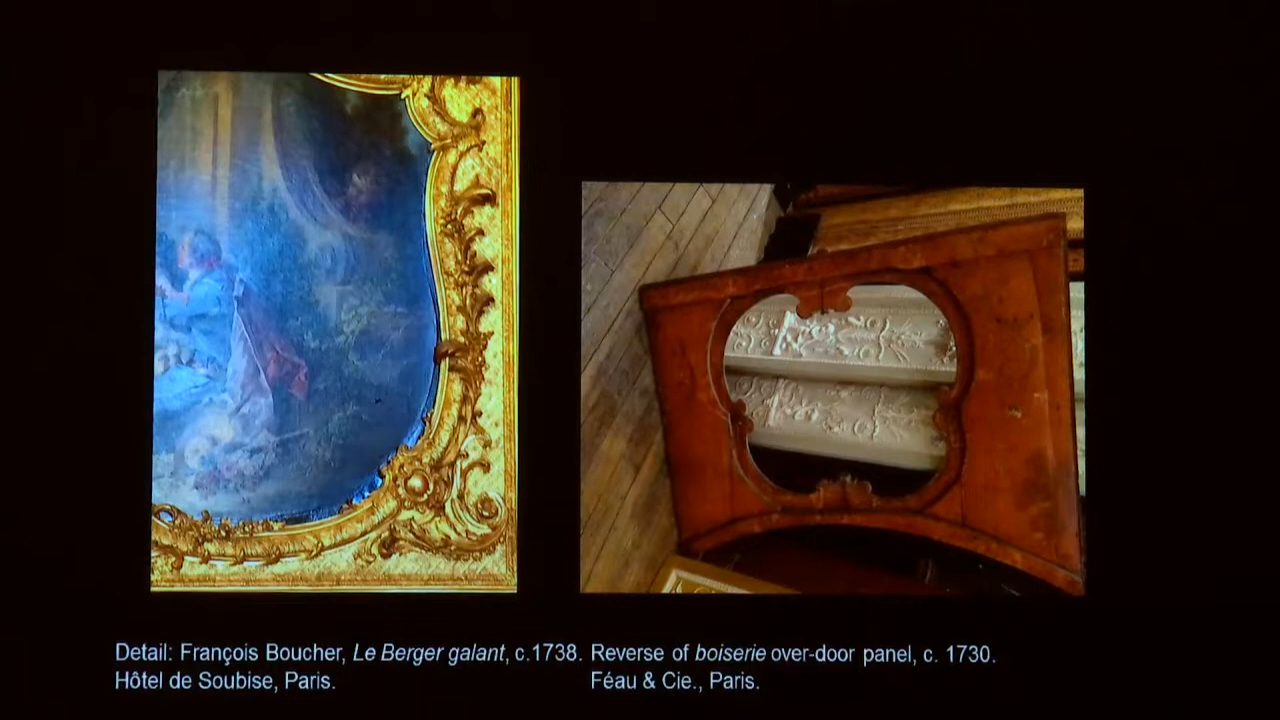 Detail: François Boucher, Le Berger galant, c.1738.
Hôtel de Soubise, Paris.
Reverse of boiserie over-door panel, c. 1730.
Féau & Cie., Paris.